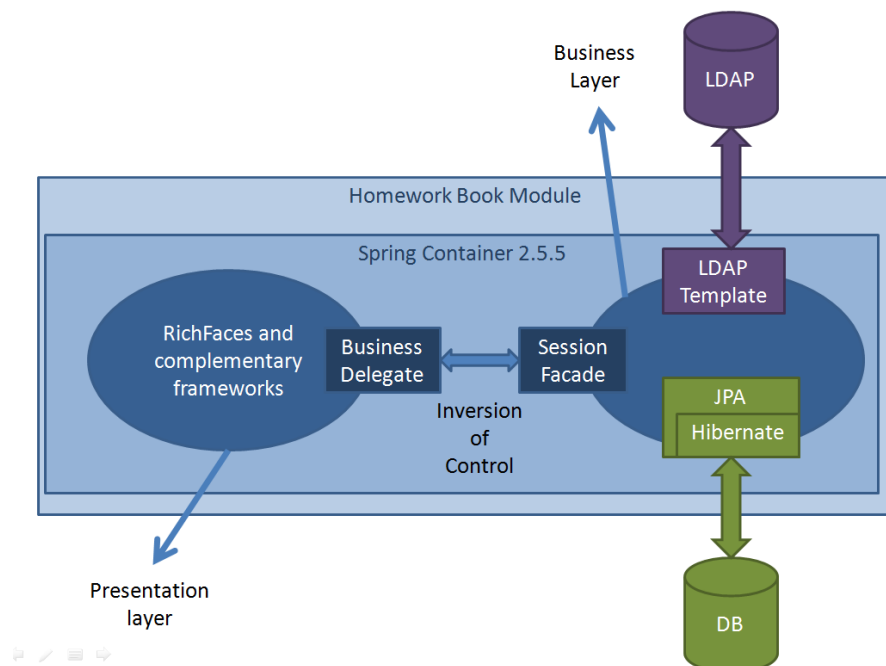 Business
Layer
LDAP
Homework Book Module
Spring Container 2.5.5
LDAP
Template
RichFaces and
complementary
frameworks
Business
Delegate
Session
Facade
Inversion
of
Control
JPA
Hibernate
Presentation
layer
DB